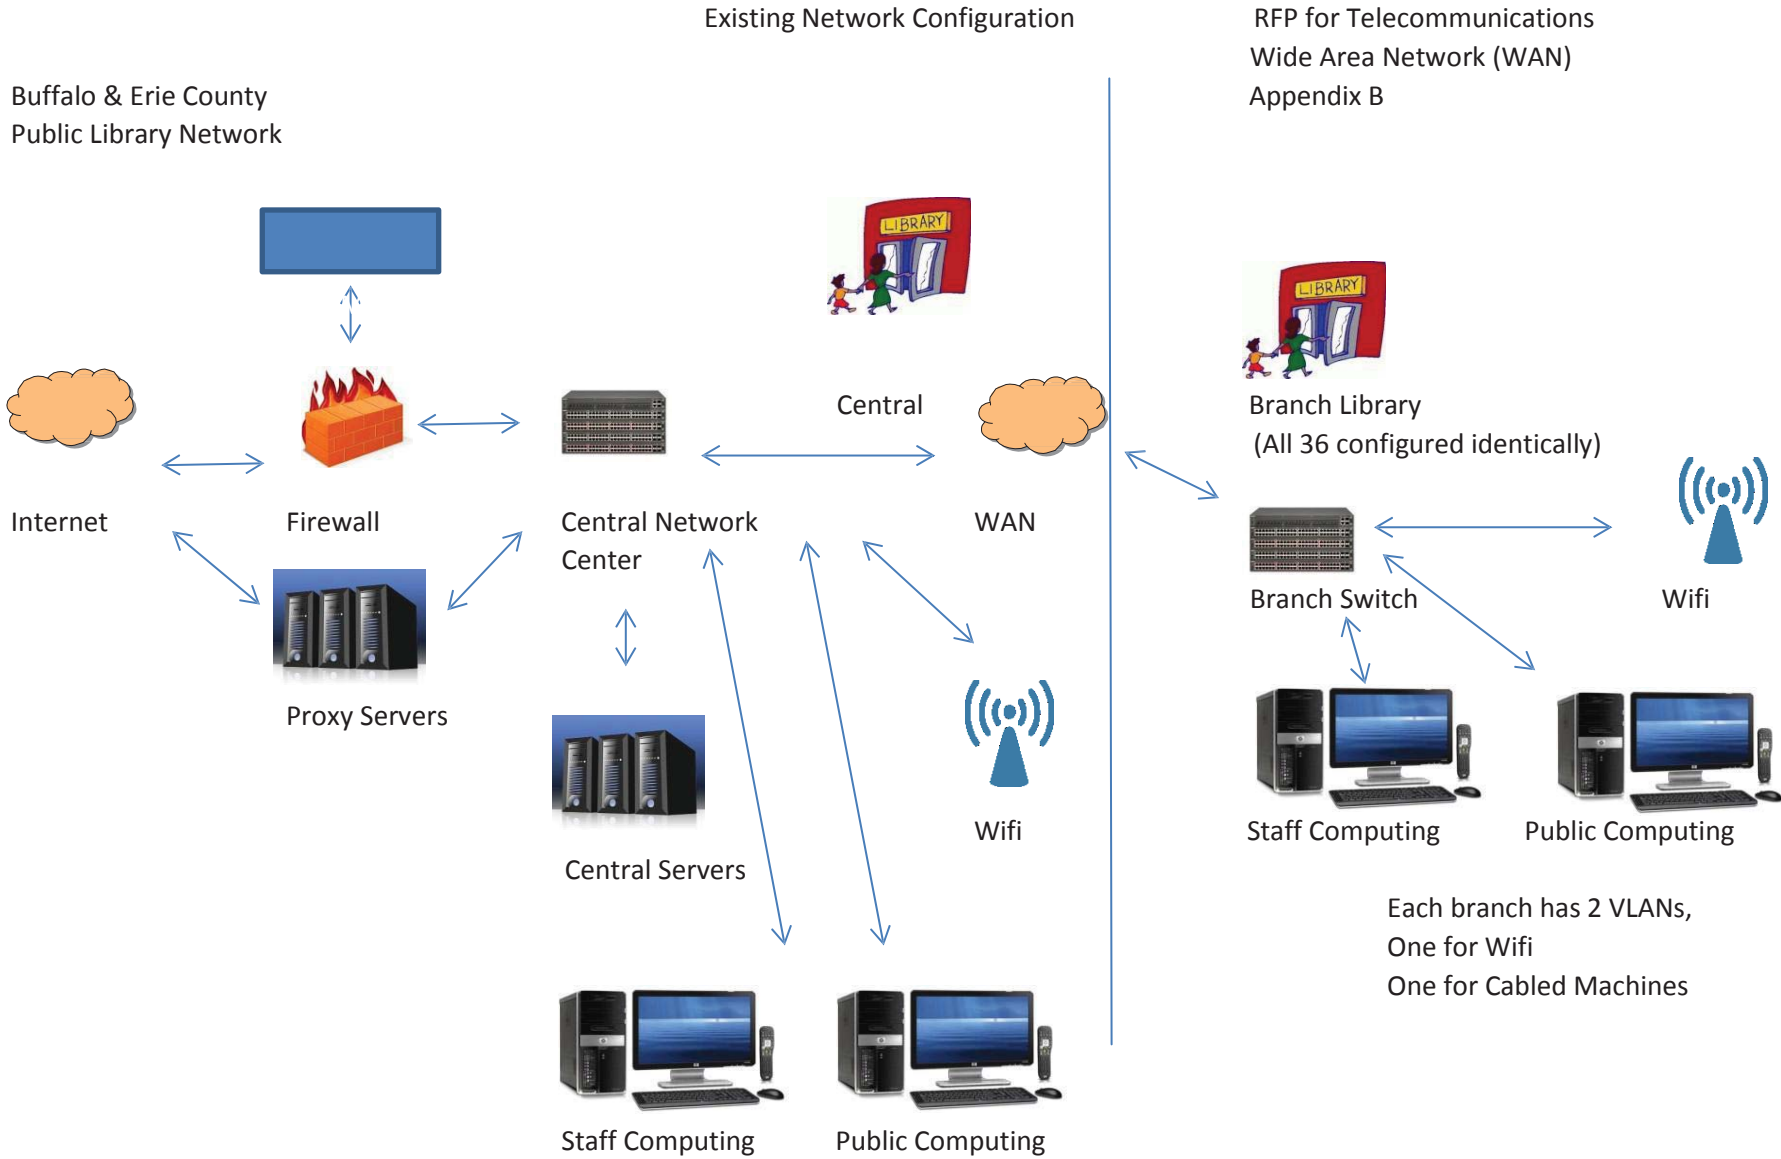 Existing Network Configuration
RFP for Telecommunications
Wide Area Network (WAN)
Appendix B
Buffalo & Erie County
Public Library Network
LIBRARY
LIBRARY
Central
Branch Library
(All 36 configured identically)
Internet
Firewall
Central Network
Center
WAN
Branch Switch
Wifi
Proxy Servers
Wifi
Central Servers
Staff Computing
Public Computing
Each branch has 2 VLANs,
One for Wifi
One for Cabled Machines
Staff Computing
Public Computing